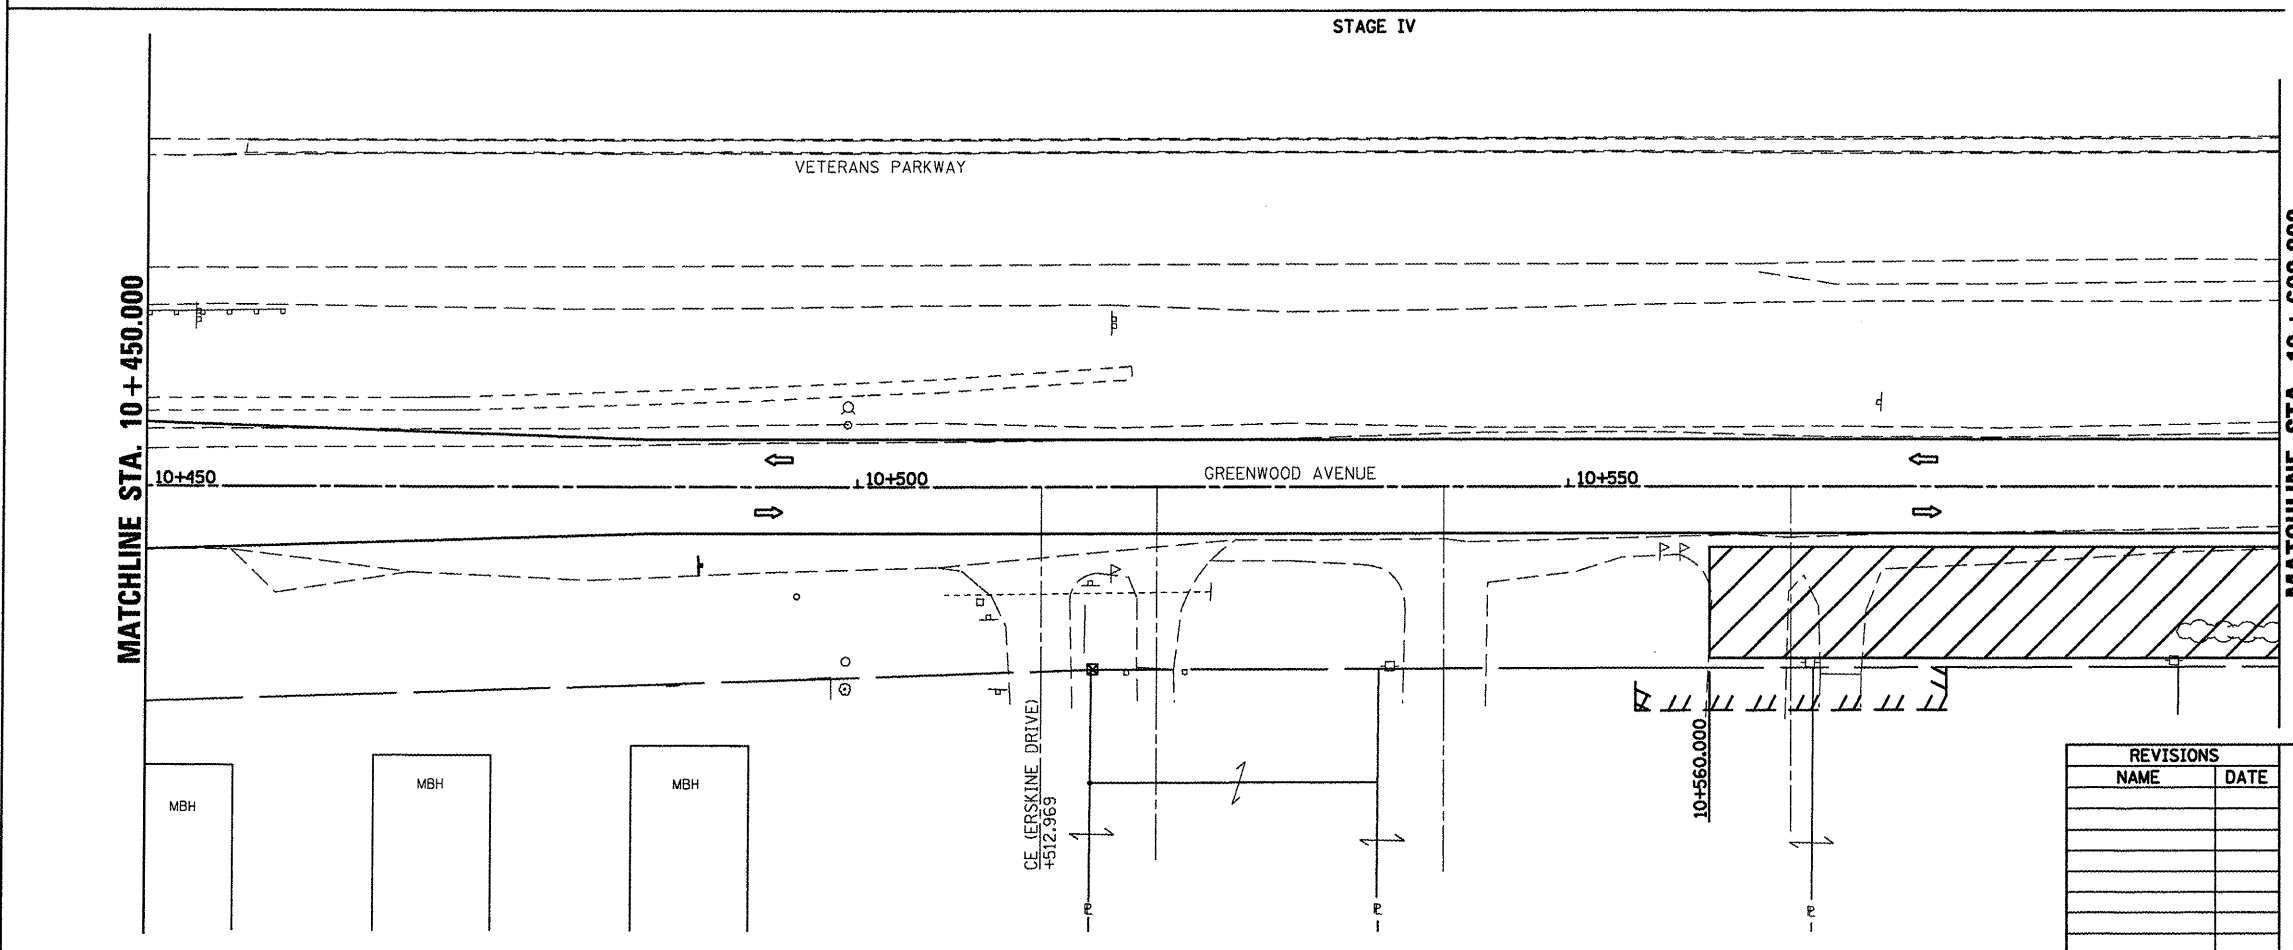 STAGE IV
VETERANS PARKWAY
MATCHLINE STA. 10+450.000
10+450
10+500
GREENWOOD AVENUE
10+550
CE (ERSKINE DRIVE)
+512.969
10+560.000
MBH
MBH
MBH
P
P
P
REVISIONS
NAME DATE